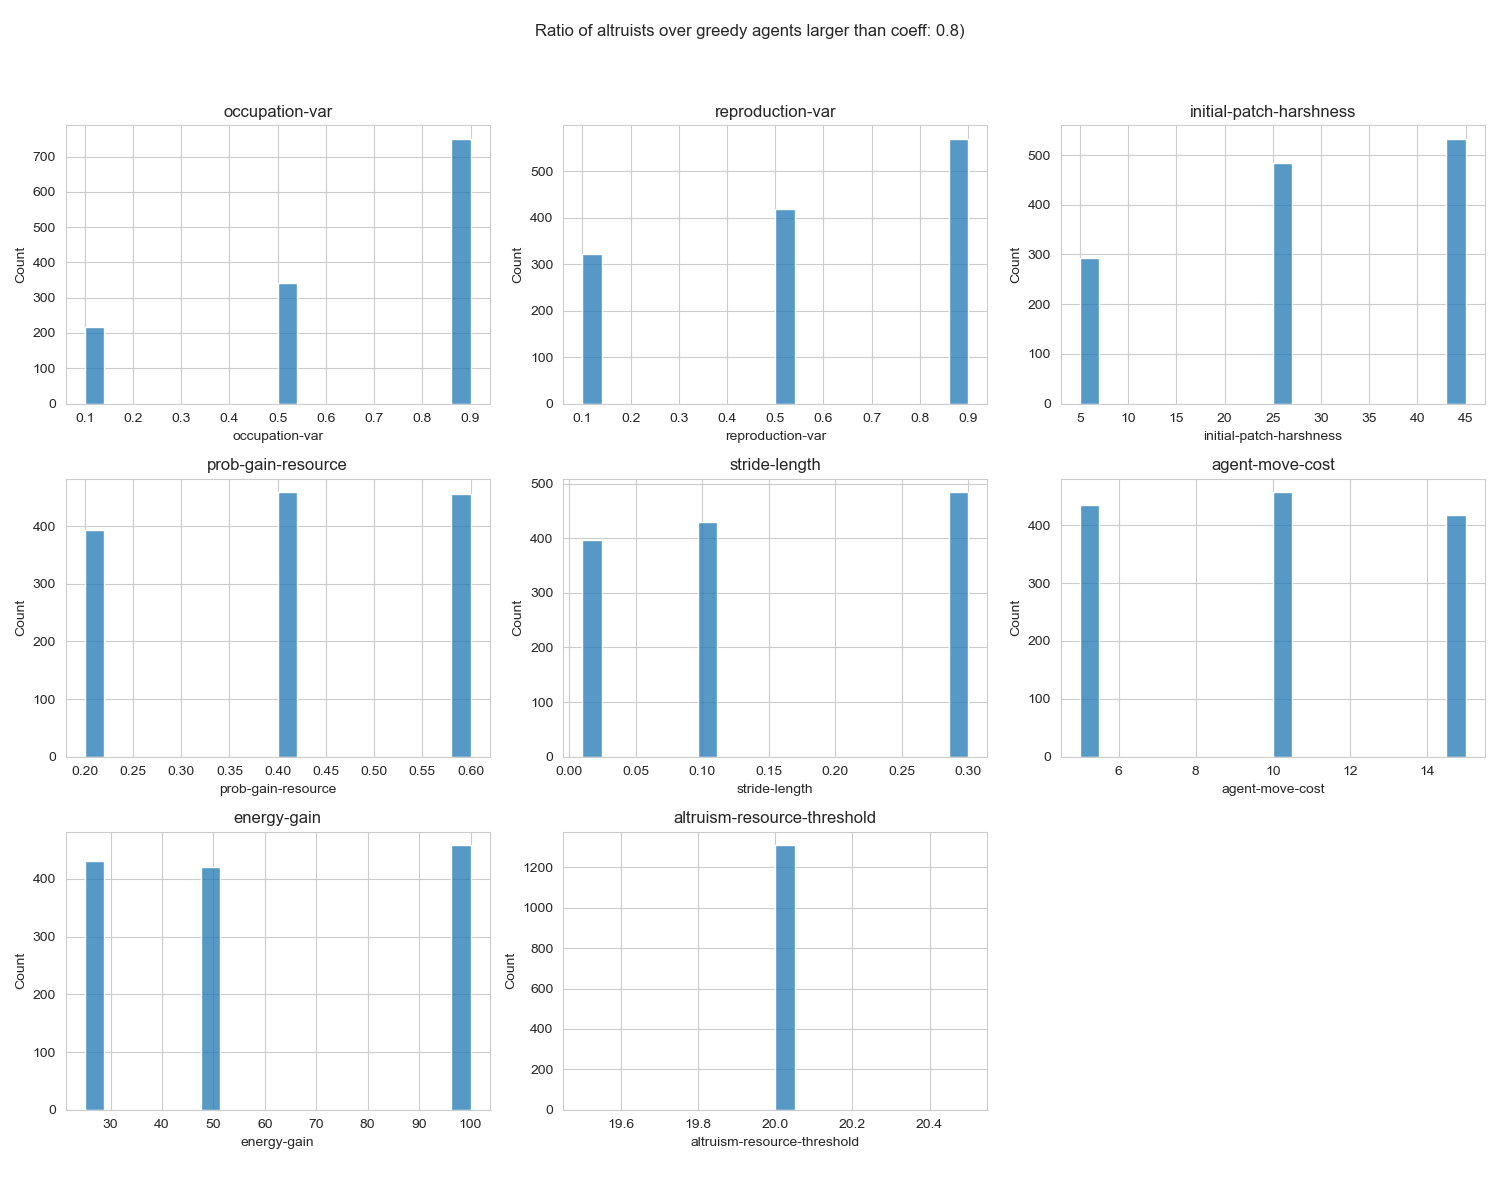 Ratio of altruists over greedy agents larger than coeff: 0.8)
occupation-var
700
600
500
400
300
200
100
0
Count
0.1 0.2 0.3 0.4 0.5 0.6 0.7 0.8 0.9
occupation-var
reproduction-var
500
400
300
200
100
0
Count
0.1 0.2 0.3 0.4 0.5 0.6 0.7 0.8 0.9
reproduction-var
initial-patch-harshness
500
400
300
200
100
0
Count
5 10 15 20 25 30 35 40 45
initial-patch-harshness
prob-gain-resource
400
300
200
100
0
Count
0.20 0.25 0.30 0.35 0.40 0.45 0.50 0.55 0.60
prob-gain-resource
stride-length
500
400
300
200
100
0
Count
0.00 0.05 0.10 0.15 0.20 0.25 0.30
stride-length
agent-move-cost
400
300
200
100
0
Count
6 8 10 12 14
agent-move-cost
energy-gain
400
300
200
100
0
Count
30 40 50 60 70 80 90 100
energy-gain
altruism-resource-threshold
1200
1000
800
600
400
200
0
Count
19.6 19.8 20.0 20.2 20.4
altruism-resource-threshold